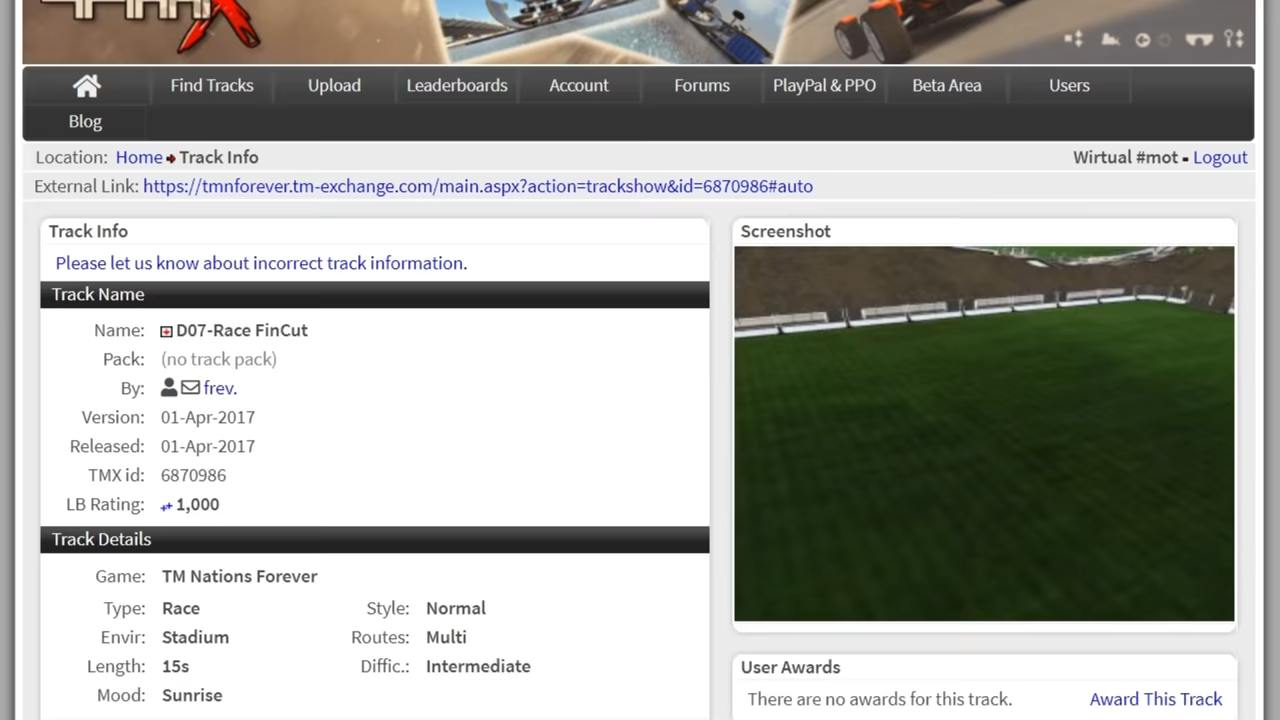 Find Tracks Upload Leaderboards Account Forums PlayPal & PPO Beta Area Users
Blog
Location: Home Track Info
Wirtual #mot - Logout
External Link: https://tmnforever.tm-exchange.com/main.aspx?action=trackshow&id=6870986#auto
Track Info
Please let us know about incorrect track information.
Track Name
Name: D07-Race FinCut
Pack: (no track pack)
By: frev.
Version: 01-Apr-2017
Released: 01-Apr-2017
TMX id: 6870986
LB Rating: 1,000
Track Details
Game: TM Nations Forever
Type: Race Style: Normal
Envir: Stadium Routes: Multi
Length: 15s Diffic.: Intermediate
Mood: Sunrise
Screenshot
User Awards
There are no awards for this track. Award This Track